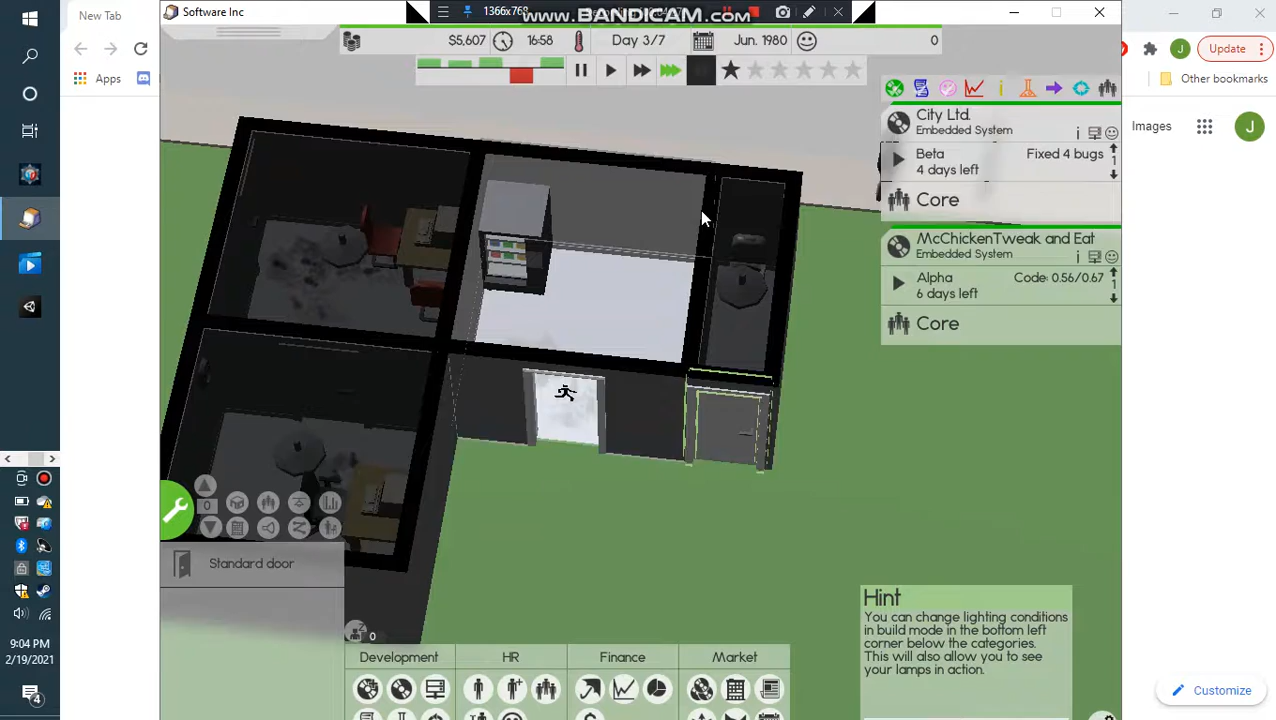 New Tab
Software Inc
1366x768
www.BANDICAM.com
Apps
$5,607
16:58
Day 3/7
Jun. 1980
0
J
Update
Other bookmarks
Images
J
City Ltd.
Embedded System
Beta
Fixed 4 bugs
4 days left
1
Core
McChickenTweak and Eat
Embedded System
Alpha
Code: 0.56/0.67
6 days left
1
Core
0
Standard door
0
Hint
You can change lighting conditions
in build mode in the bottom left
corner below the categories.
This will also allow you to see
your lamps in action.
Development
HR
Finance
Market
9:04 PM
2/19/2021
4
Customize